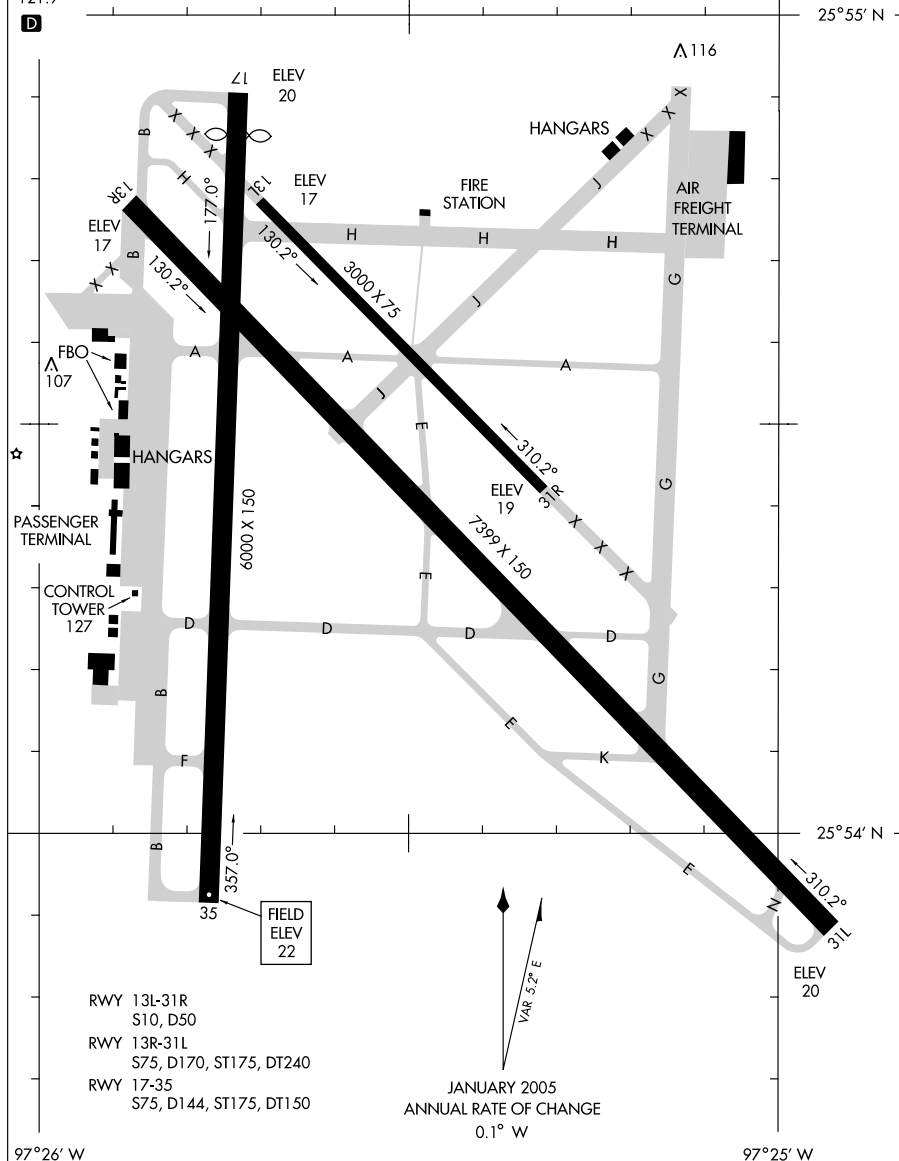 121.9
D
25°55' N
116
17
ELEV
20
HANGARS
X
X
X
B
X
X
X
J
H
13R
177.0°
13L
ELEV
17
FIRE
STATION
AIR
FREIGHT
TERMINAL
ELEV
17
B
130.2°
130.2°
H
H
H
3000 X 75
X
X
J
G
A
A
A
FBO
107
J
E
310.2°
HANGARS
ELEV
19
31R
G
PASSENGER
TERMINAL
6000 X 150
7399 X 150
X
X
X
CONTROL
TOWER
127
E
D
D
D
D
B
G
E
F
K
25°54' N
B
357.0°
E
310.2°
N
35
31L
FIELD
ELEV
22
ELEV
20
VAR 5.2° E
RWY 13L-31R
S10, D50
RWY 13R-31L
S75, D170, ST175, DT240
RWY 17-35
S75, D144, ST175, DT150
JANUARY 2005
ANNUAL RATE OF CHANGE
0.1° W
97°26' W
97°25' W